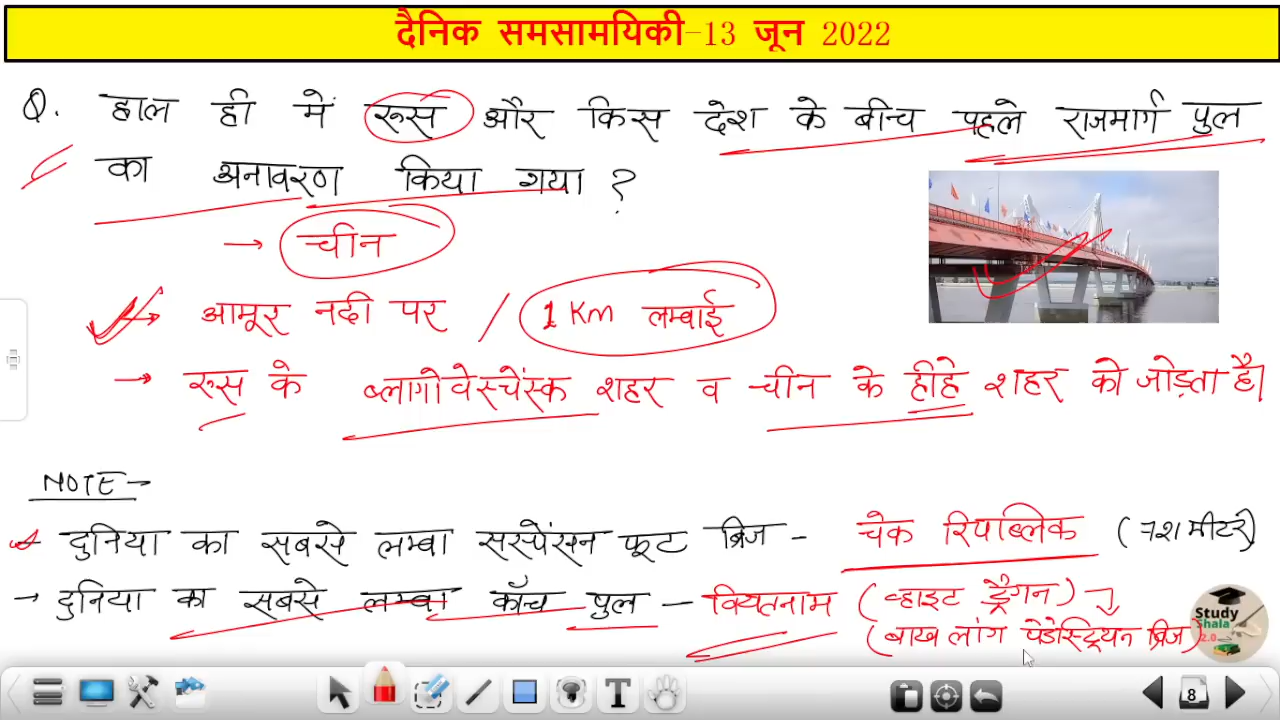 दैनिक समसामयिकी-13 जून 2022
Q. हाल ही में रूस और किस देश के बीच पहले राजमार्ग पुल
का अनावरण किया गया ?
→ चीन
→ आमूर नदी पर / 1 Km लम्बाई
→ रूस के ब्लागोवेस्चेंस्क शहर व चीन के हीहे शहर को जोड़ता है।
NOTE -
→ दुनिया का सबसे लम्बा सस्पेंसन फूट ब्रिज - चेक रिपब्लिक (721 मीटर)
→ दुनिया का सबसे लम्बा काँच पुल - वियतनाम (व्हाइट ड्रैगन) →
(बाख लांग पेडेस्ट्रियन ब्रिज)
Study
Shala
2.0
8